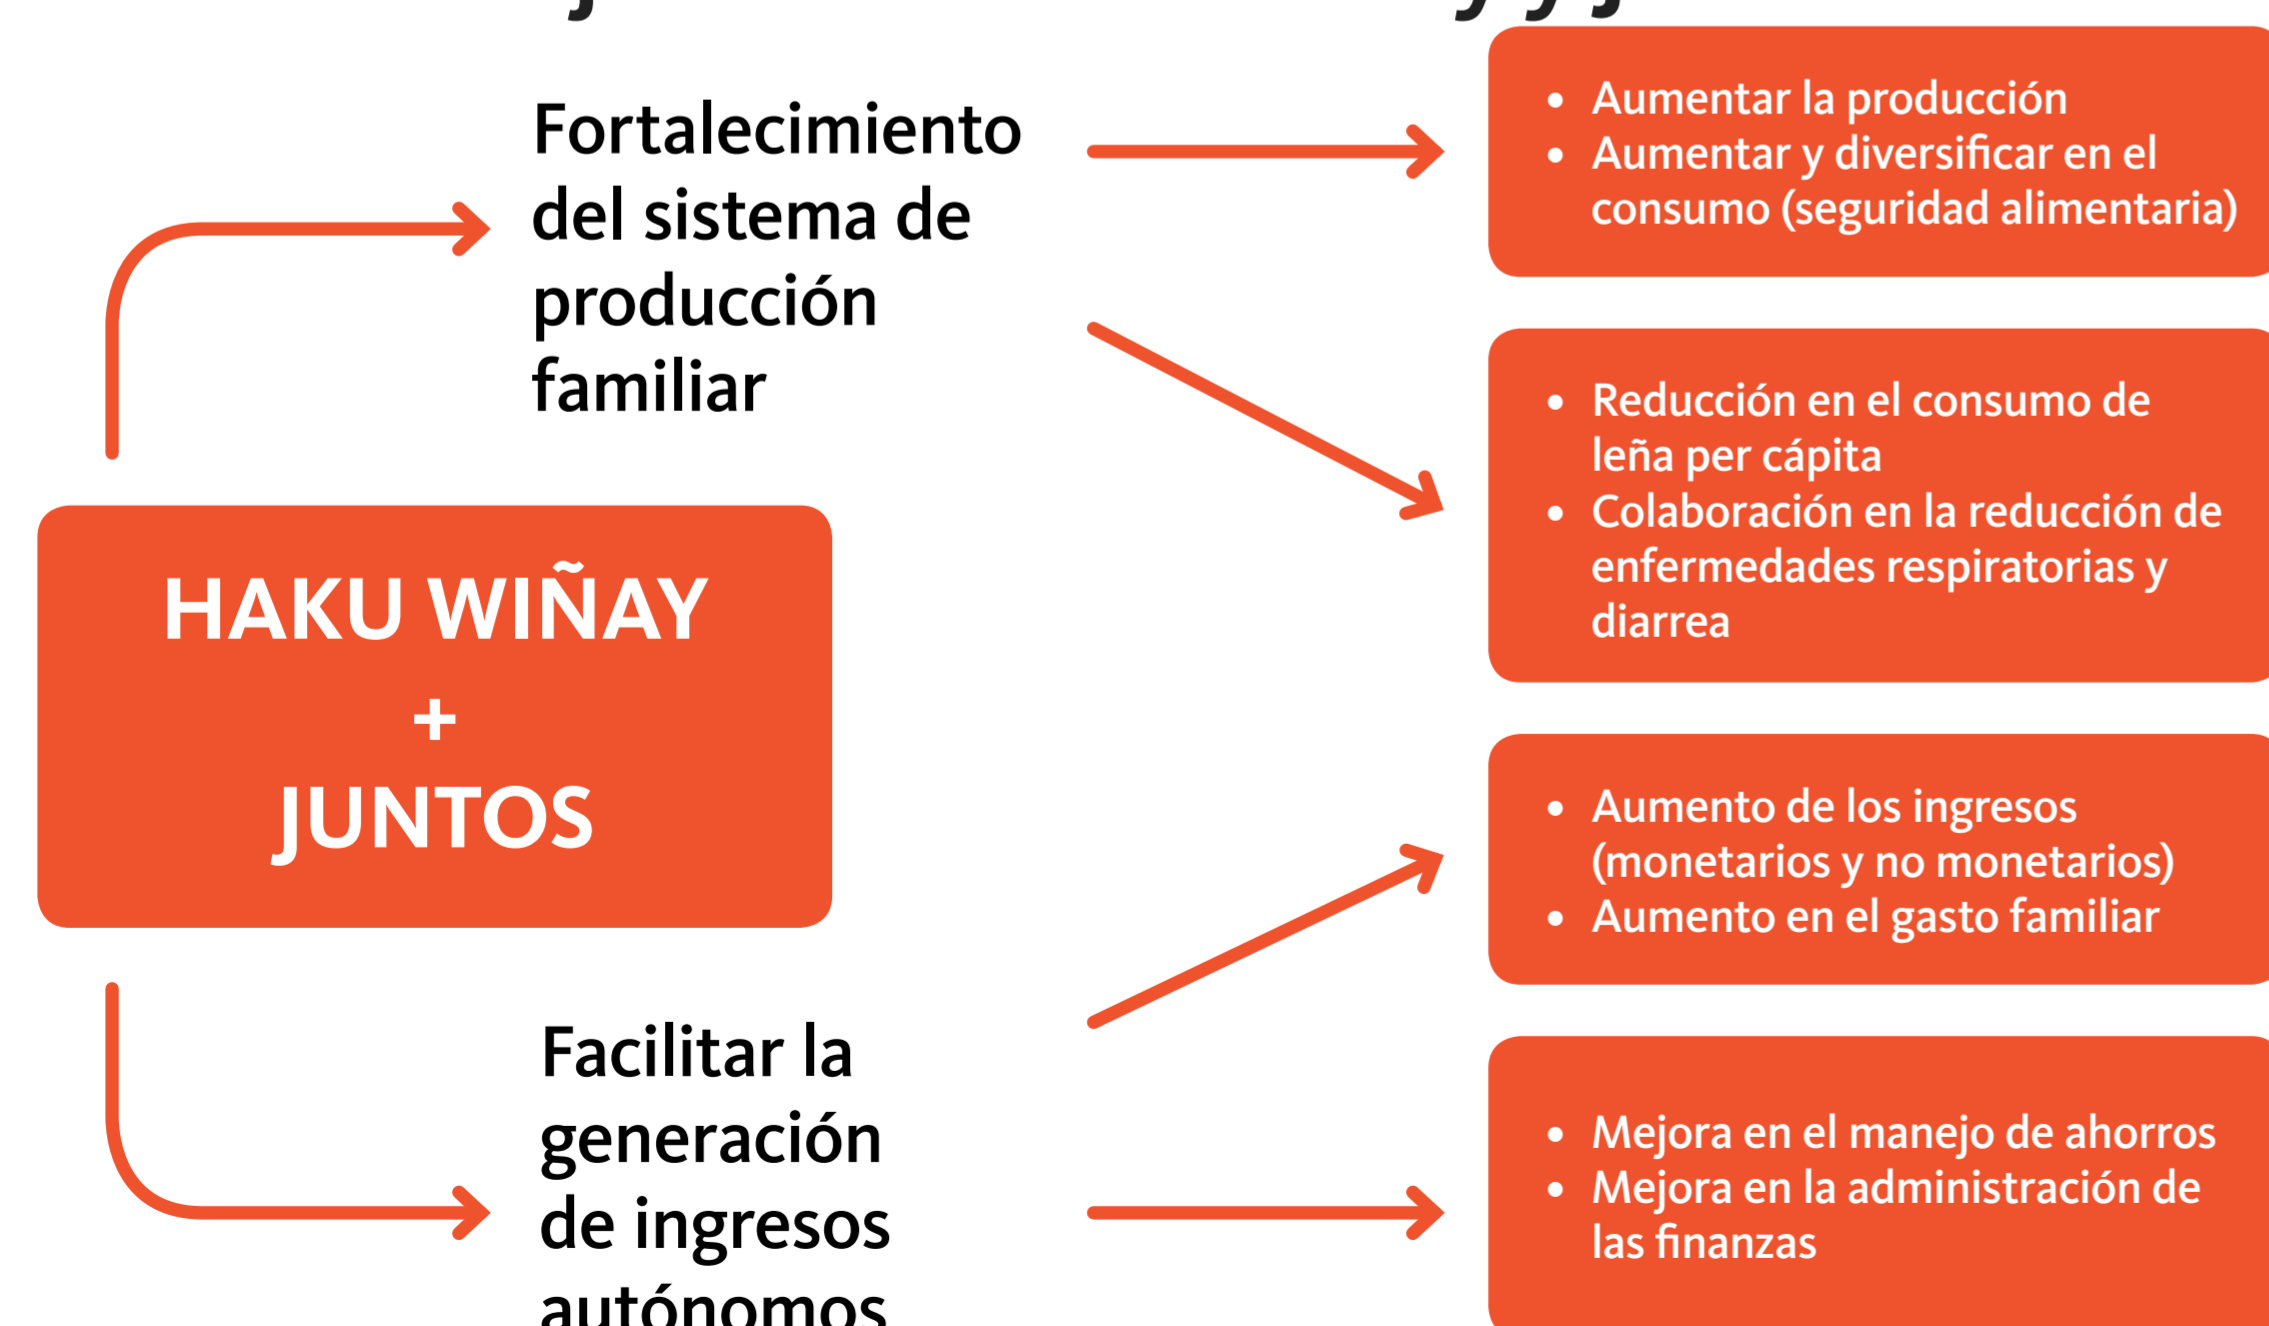 Fortalecimiento
del sistema de
producción
familiar
HAKU WIÑAY
+
JUNTOS
Facilitar la
generación
de ingresos
autónomos
• Aumentar la producción
• Aumentar y diversificar en el
consumo (seguridad alimentaria)
• Reducción en el consumo de
leña per cápita
• Colaboración en la reducción de
enfermedades respiratorias y
diarrea
• Aumento de los ingresos
(monetarios y no monetarios)
• Aumento en el gasto familiar
• Mejora en el manejo de ahorros
• Mejora en la administración de
las finanzas